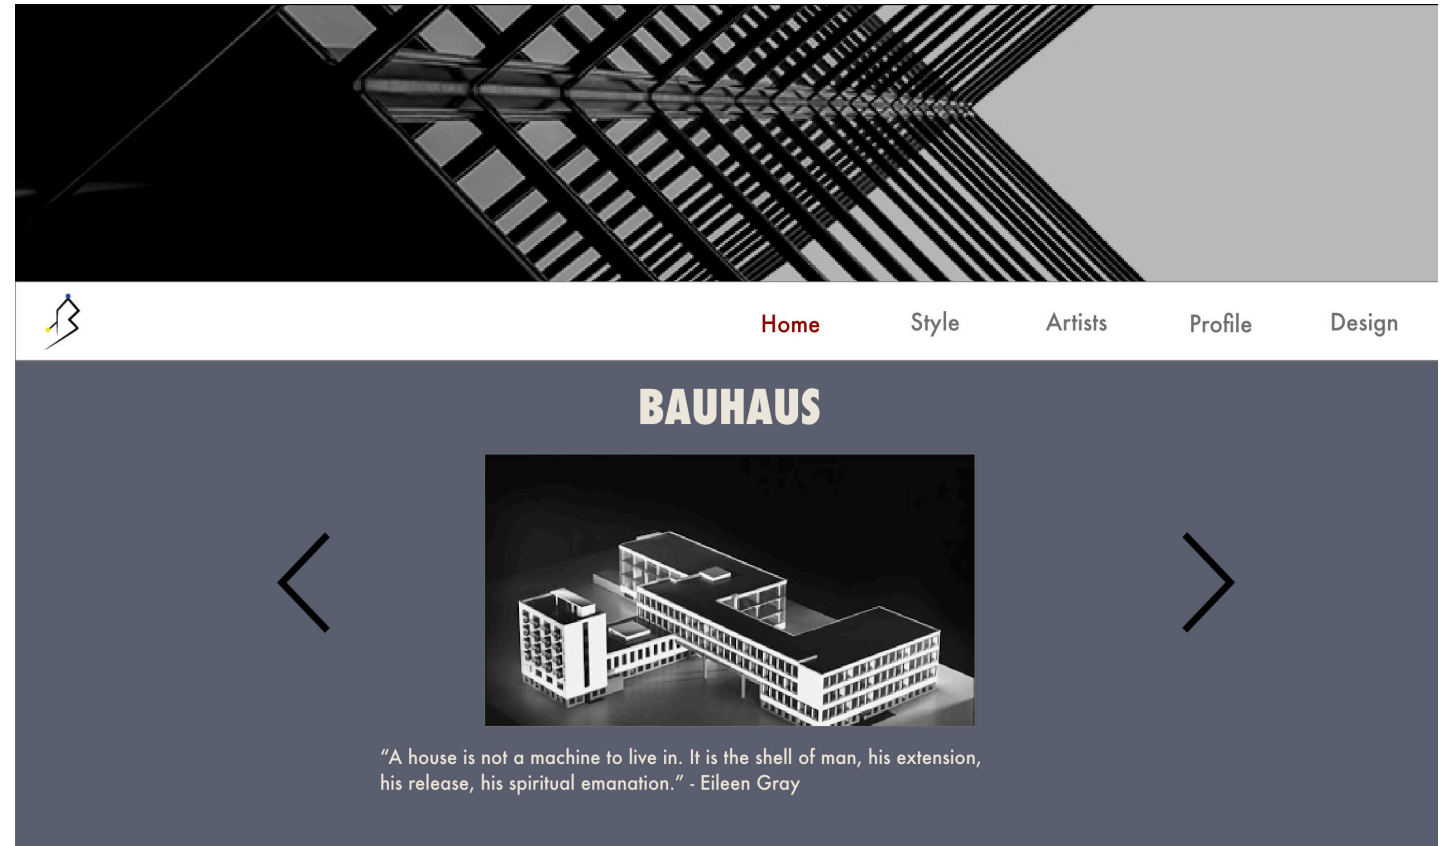 Home Style Artists Profile Design
BAUHAUS
“A house is not a machine to live in. It is the shell of man, his extension,
his release, his spiritual emanation.” - Eileen Gray